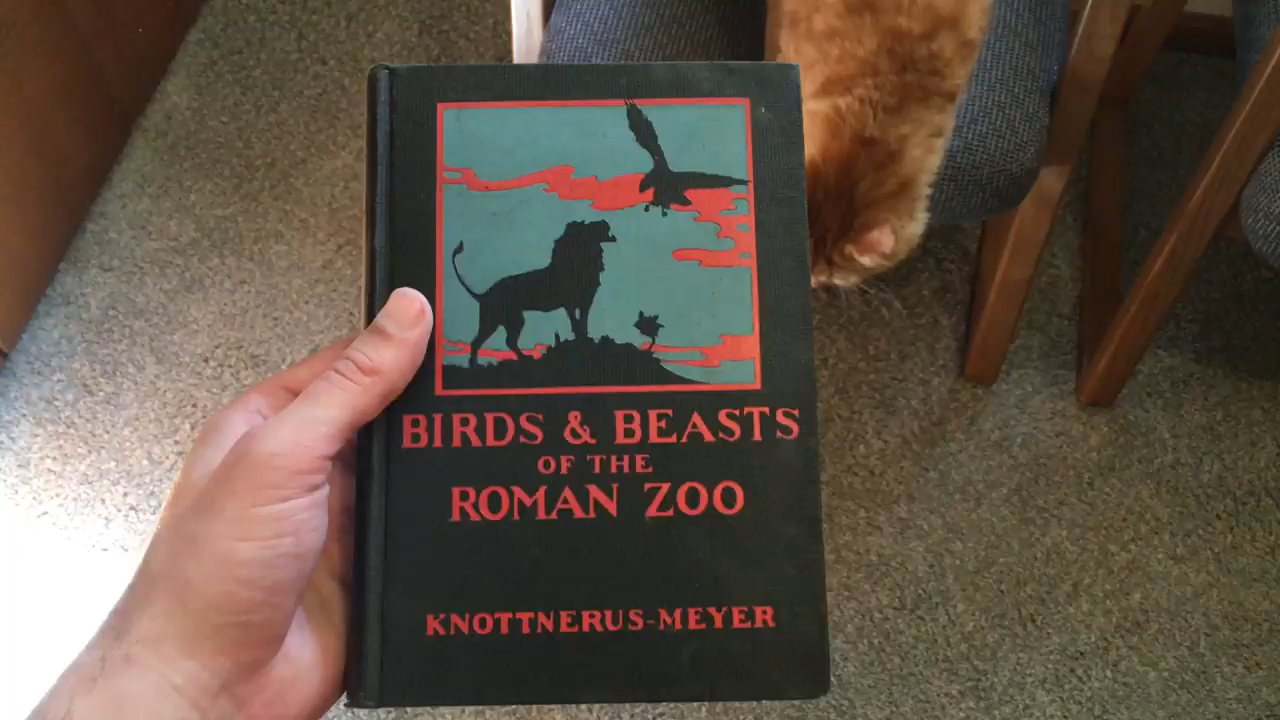 BIRDS & BEASTS
OF THE
ROMAN ZOO
KNOTTNERUS-MEYER